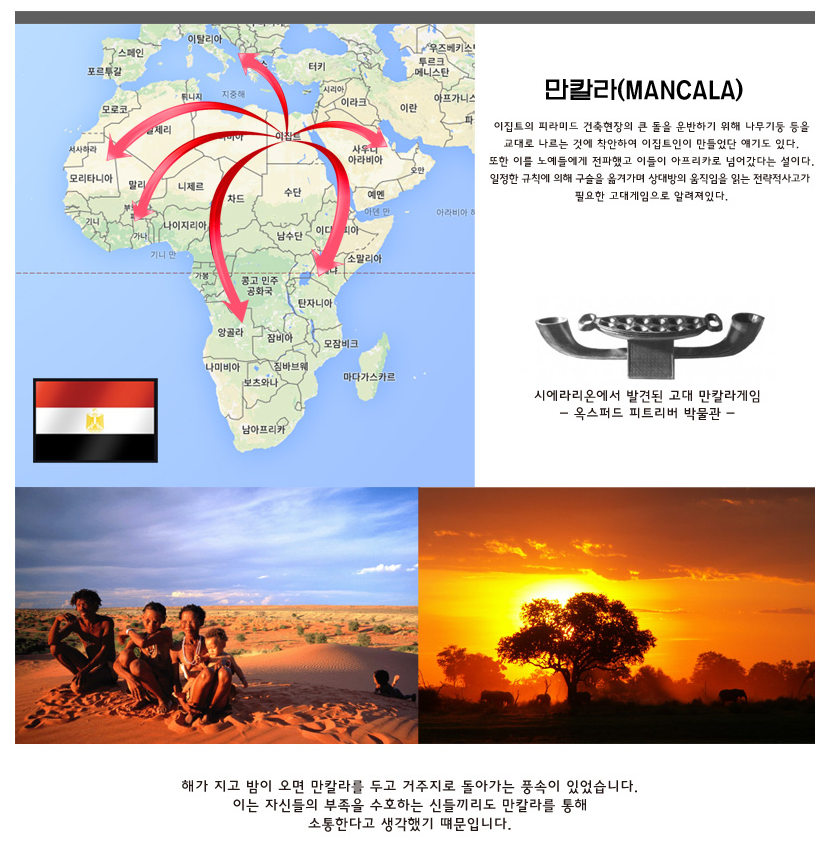 이탈리아
우즈베키스
스페인
터키
투르크
메니스탄
포르투갈
시리아
지중해
튀니지
아프가니스
이라크
이란
모로코
알제리
이집트
서사하라
사우디
아라비아
오만
모리타니아
말리
니제르
수단
예멘
차드
아덴 만
아라비아 해
기니
가나
나이지리아
남수단
기니 만
소말리아
가봉
콩고 민주
공화국
탄자니아
앙골라
잠비아
모잠비크
나미비아
짐바브웨
보츠와나
마다가스카르
남아프리카
만칼라(MANCALA)
이집트의 피라미드 건축현장의 큰 돌을 운반하기 위해 나무기둥 등을
교대로 나르는 것에 착안하여 이집트인이 만들었단 얘기도 있다.
또한 이를 노예들에게 전파했고 이들이 아프리카로 넘어갔다는 설이다.
일정한 규칙에 의해 구슬을 옮겨가며 상대방의 움직임을 읽는 전략적사고가
필요한 고대게임으로 알려져있다.
시에라리온에서 발견된 고대 만칼라게임
– 옥스퍼드 피트리버 박물관 –
해가 지고 밤이 오면 만칼라를 두고 거주지로 돌아가는 풍속이 있었습니다.
이는 자신들의 부족을 수호하는 신들끼리도 만칼라를 통해
소통한다고 생각했기 떄문입니다.